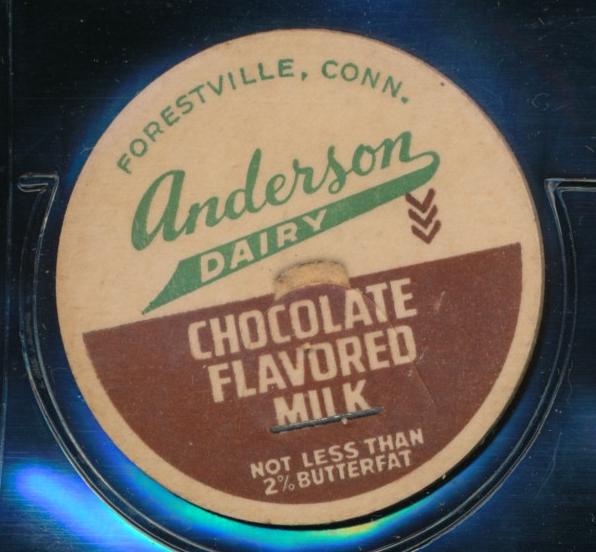 FORESTVILLE, CONN.
Anderson
DAIRY
CHOCOLATE
FLAVORED
MILK
NOT LESS THAN
2% BUTTERFAT